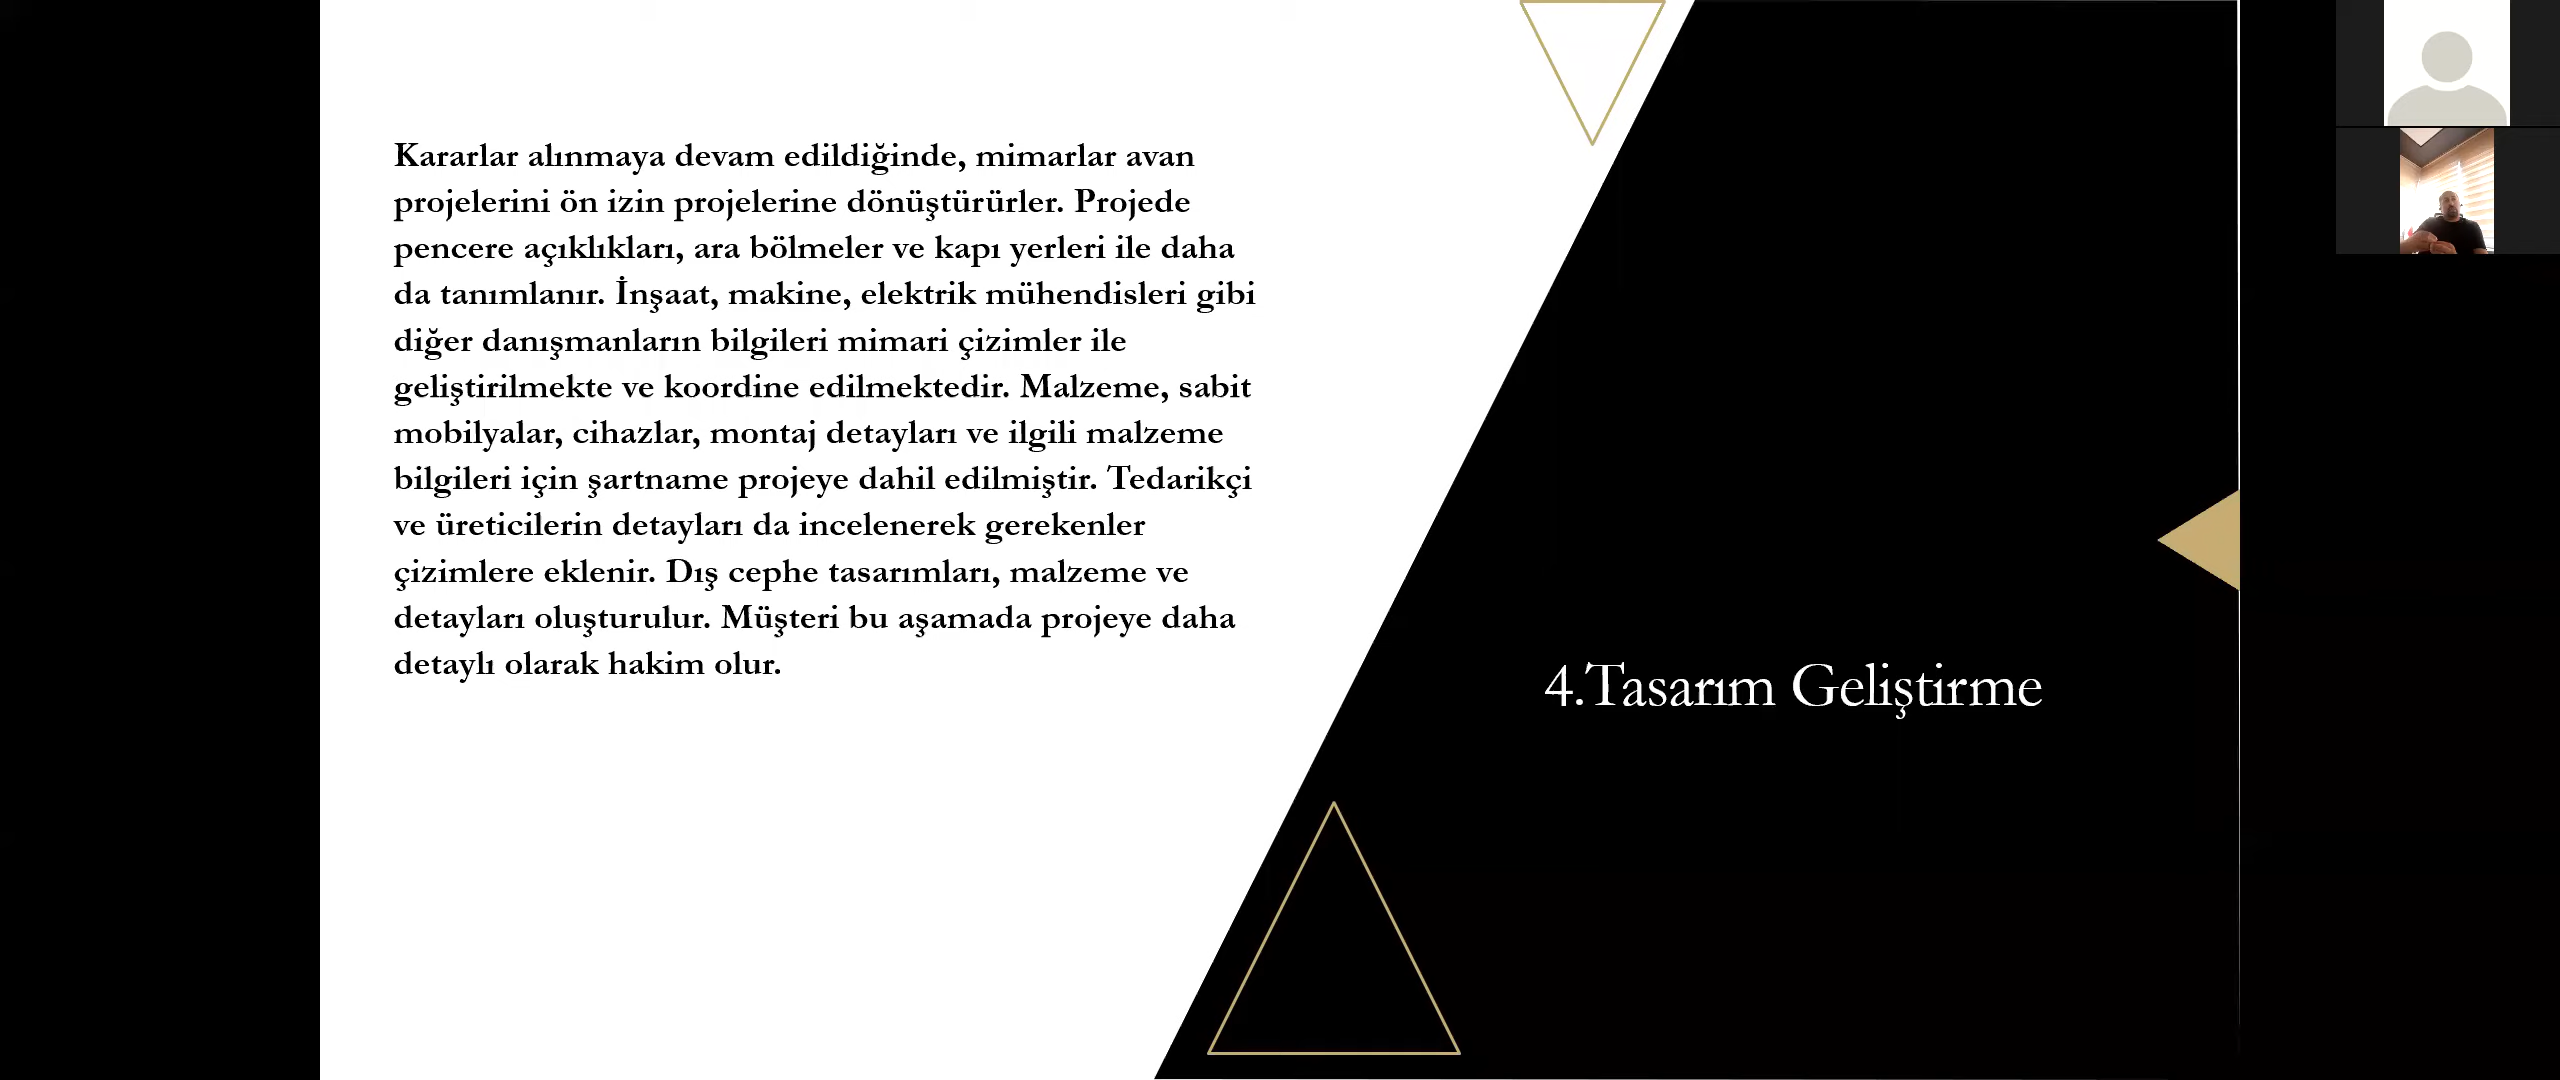 Kararlar alınmaya devam edildiğinde, mimarlar avan
projelerini ön izin projelerine dönüştürürler. Projede
pencere açıklıkları, ara bölmeler ve kapı yerleri ile daha
da tanımlanır. İnşaat, makine, elektrik mühendisleri gibi
diğer danışmanların bilgileri mimari çizimler ile
geliştirilmekte ve koordine edilmektedir. Malzeme, sabit
mobilyalar, cihazlar, montaj detayları ve ilgili malzeme
bilgileri için şartname projeye dahil edilmiştir. Tedarikçi
ve üreticilerin detayları da incelenerek gerekenler
çizimlere eklenir. Dış cephe tasarımları, malzeme ve
detayları oluşturulur. Müşteri bu aşamada projeye daha
detaylı olarak hakim olur.
4.Tasarım Geliştirme